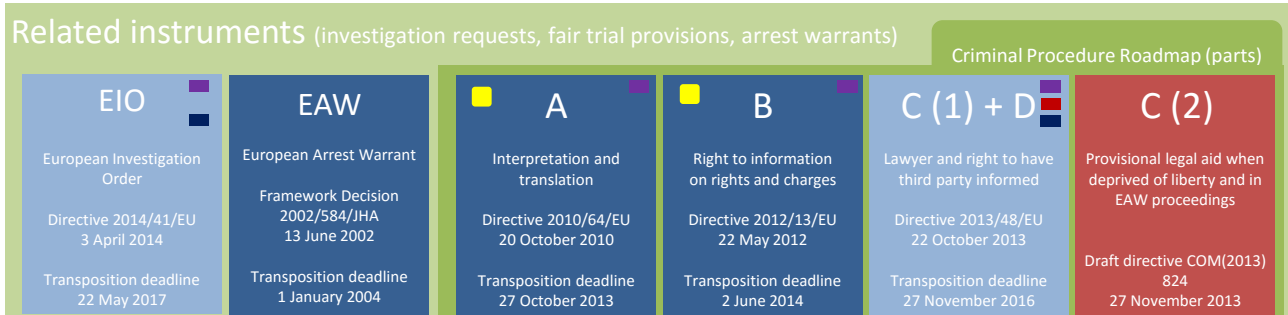 Related instruments (investigation requests, fair trial provisions, arrest warrants)
Criminal Procedure Roadmap (parts)
EIO
European Investigation
Order
Directive 2014/41/EU
3 April 2014
Transposition deadline
22 May 2017
EAW
European Arrest Warrant
Framework Decision
2002/584/JHA
13 June 2002
Transposition deadline
1 January 2004
A
Interpretation and
translation
Directive 2010/64/EU
20 October 2010
Transposition deadline
27 October 2013
B
Right to information
on rights and charges
Directive 2012/13/EU
22 May 2012
Transposition deadline
2 June 2014
C (1) + D
Lawyer and right to have
third party informed
Directive 2013/48/EU
22 October 2013
Transposition deadline
27 November 2016
C (2)
Provisional legal aid when
deprived of liberty and in
EAW proceedings
Draft directive COM(2013)
824
27 November 2013